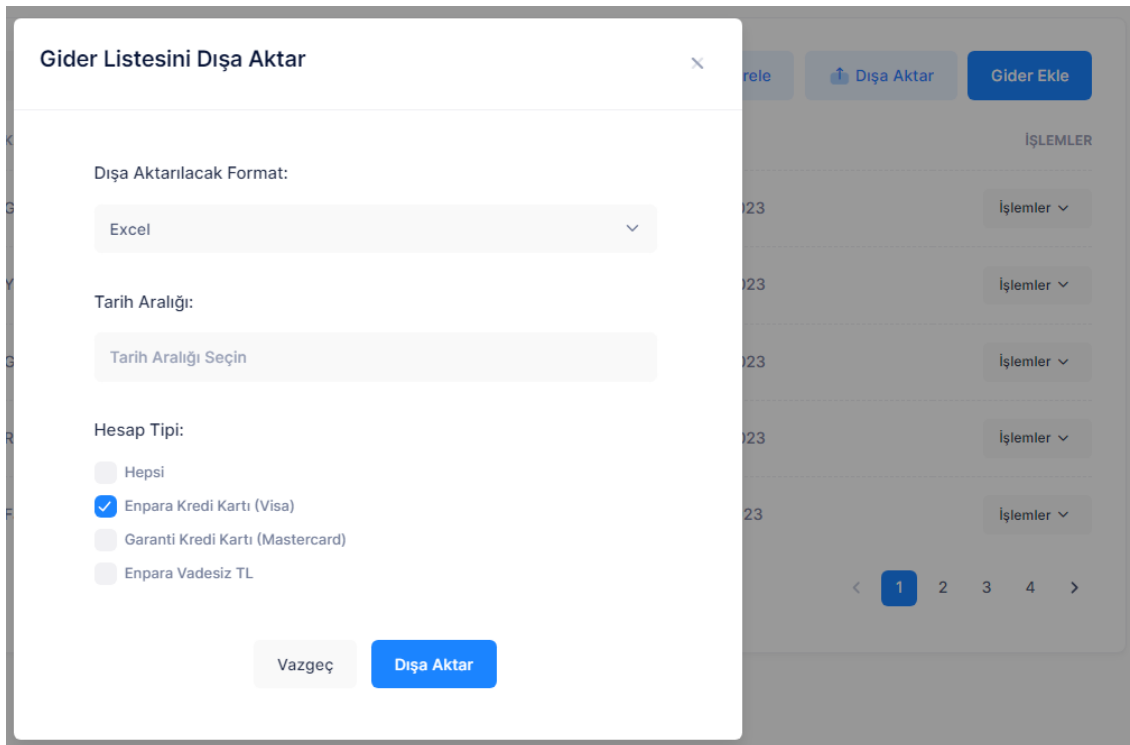 Gider Listesini Dışa Aktar
Dışa Aktar
Gider Ekle
İŞLEMLER
Dışa Aktarılacak Format:
Excel
İşlemler
Tarih Aralığı:
İşlemler
Tarih Aralığı Seçin
İşlemler
Hesap Tipi:
İşlemler
Hepsi
Enpara Kredi Kartı (Visa)
İşlemler
Garanti Kredi Kartı (Mastercard)
Enpara Vadesiz TL
1 2 3 4
Vazgeç
Dışa Aktar